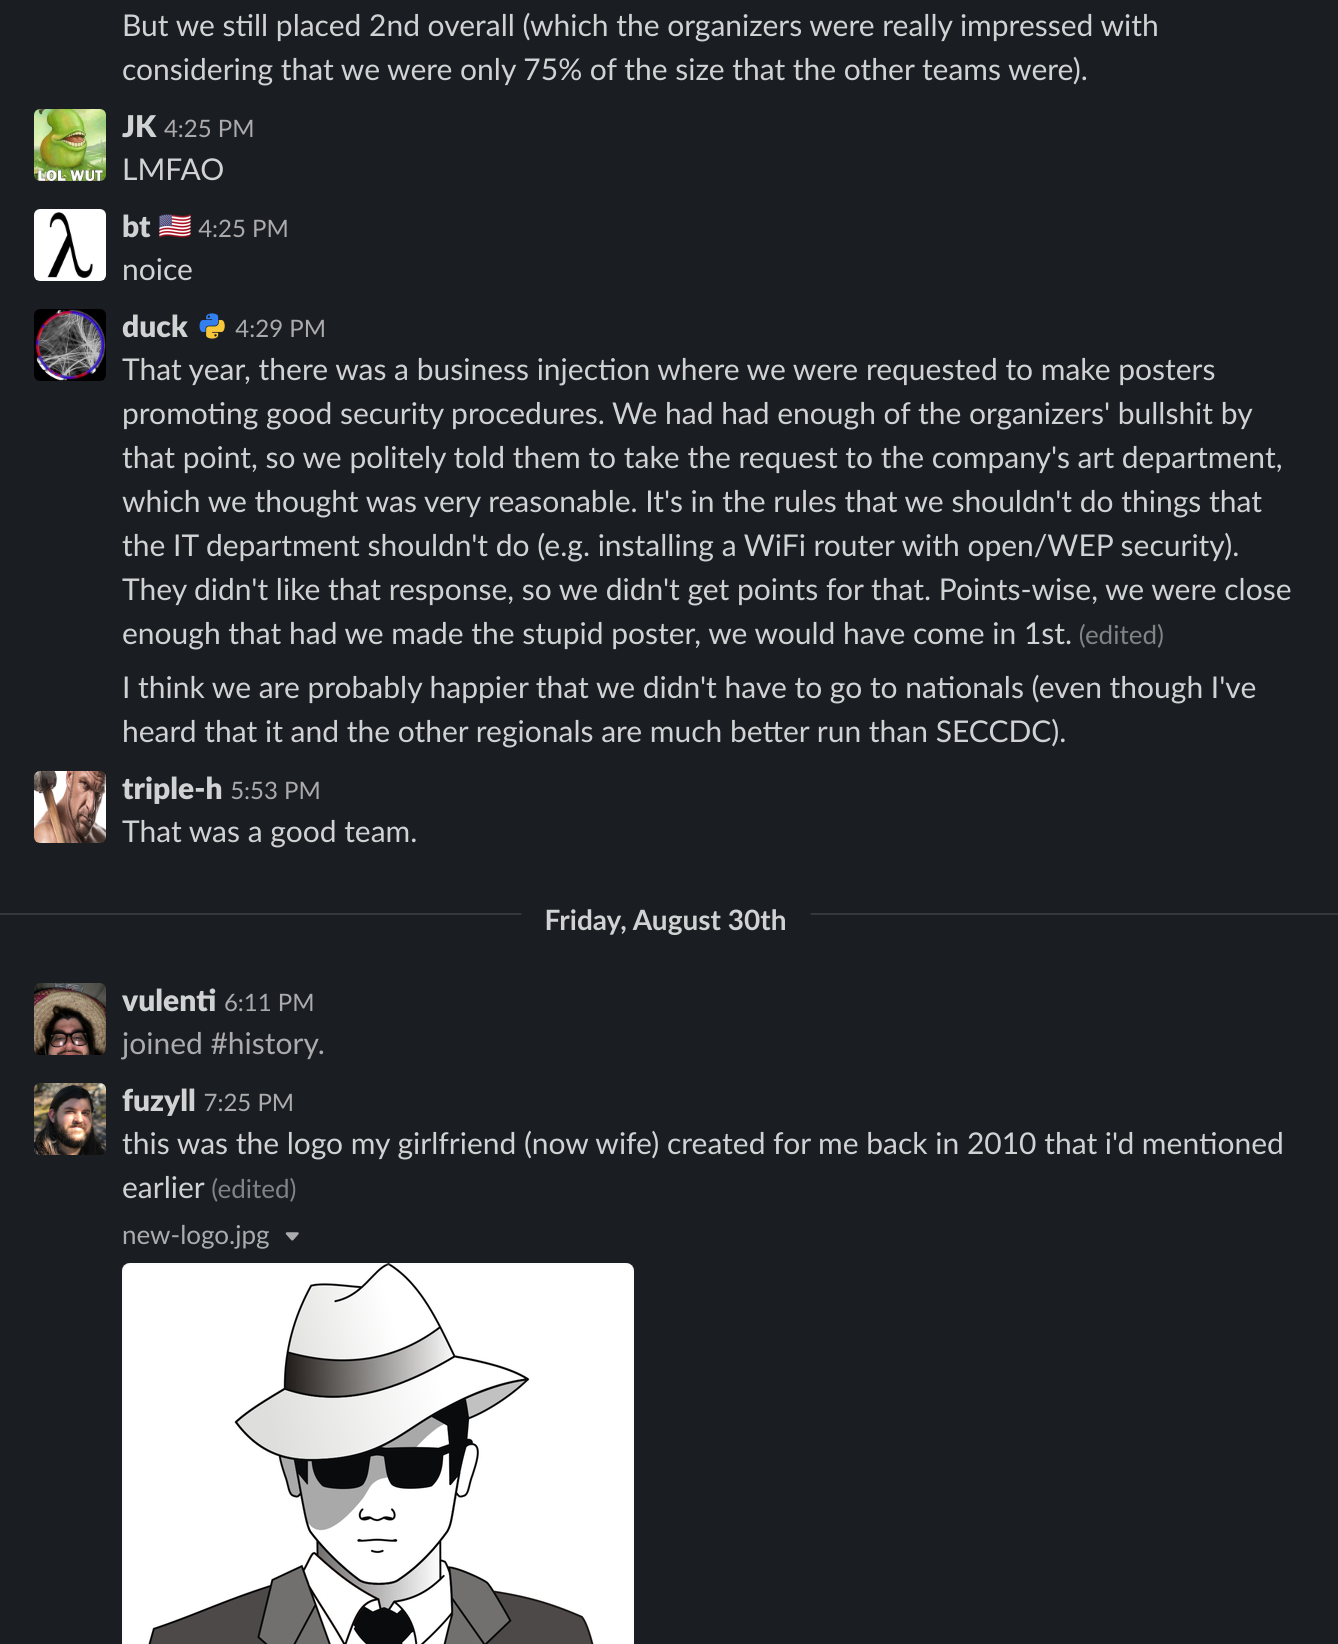 But we still placed 2nd overall (which the organizers were really impressed with
considering that we were only 75% of the size that the other teams were).
JK 4:25 PM
LOL WUT
LMFAO
bt 🇺🇸 4:25 PM
λ
noice
duck 4:29 PM
That year, there was a business injection where we were requested to make posters
promoting good security procedures. We had had enough of the organizers' bullshit by
that point, so we politely told them to take the request to the company's art department,
which we thought was very reasonable. It's in the rules that we shouldn't do things that
the IT department shouldn't do (e.g. installing a WiFi router with open/WEP security).
They didn't like that response, so we didn't get points for that. Points-wise, we were close
enough that had we made the stupid poster, we would have come in 1st. (edited)
I think we are probably happier that we didn't have to go to nationals (even though I've
heard that it and the other regionals are much better run than SECCDC).
triple-h 5:53 PM
That was a good team.
Friday, August 30th
vulenti 6:11 PM
joined #history.
fuzyll 7:25 PM
this was the logo my girlfriend (now wife) created for me back in 2010 that i'd mentioned
earlier (edited)
new-logo.jpg